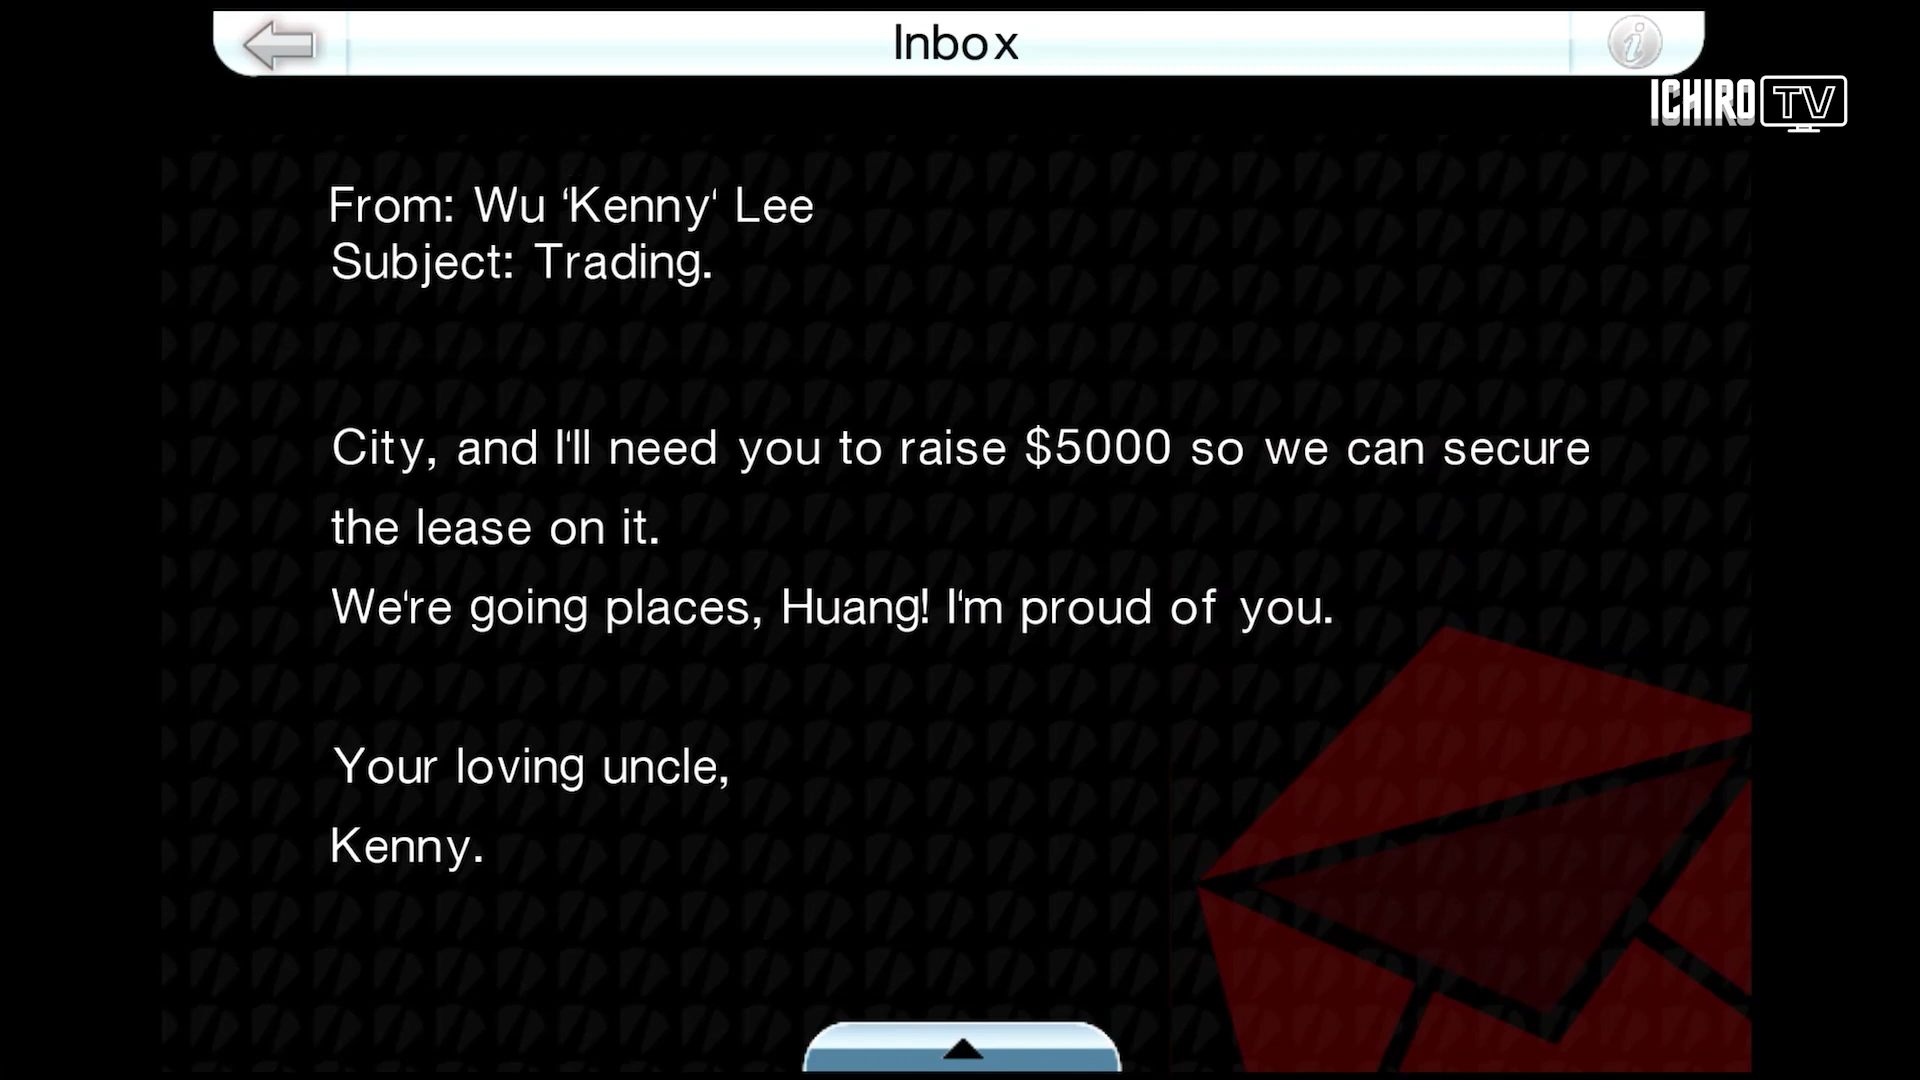 Inbox
ICHIRO TV
From: Wu 'Kenny' Lee
Subject: Trading.
City, and I'll need you to raise $5000 so we can secure
the lease on it.
We're going places, Huang! I'm proud of you.
Your loving uncle,
Kenny.